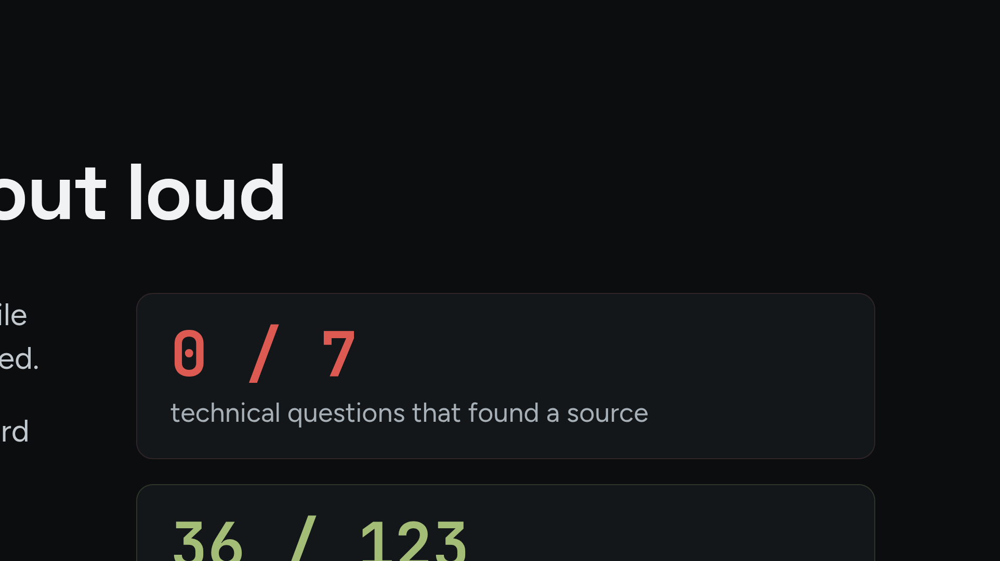 out loud
ile
ed.
rd
0 / 7
technical questions that found a source
36 / 123